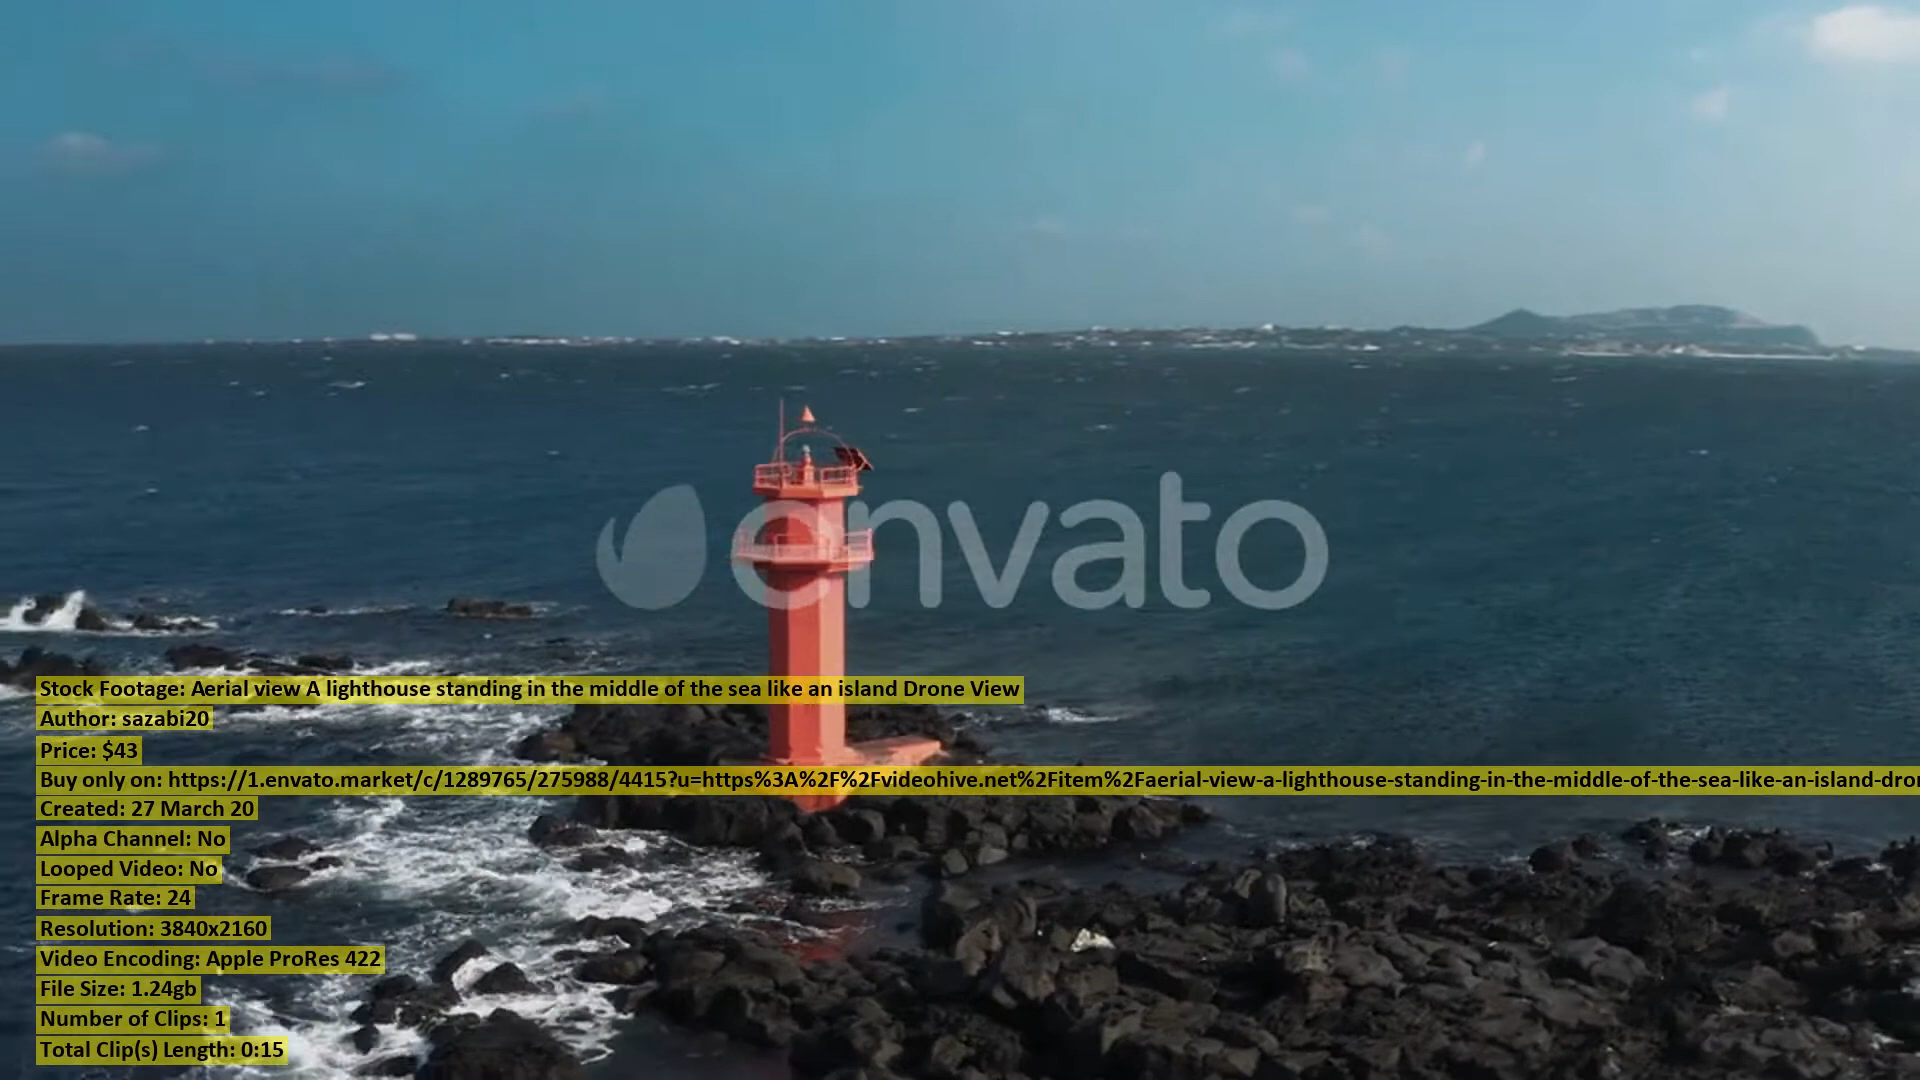 envato
Stock Footage: Aerial view A lighthouse standing in the middle of the sea like an island Drone View
Author: sazabi20
Price: $43
Buy only on: https://1.envato.market/c/1289765/275988/4415?u=https%3A%2F%2Fvideohive.net%2Fitem%2Faerial-view-a-lighthouse-standing-in-the-middle-of-the-sea-like-an-island-dron
Created: 27 March 20
Alpha Channel: No
Looped Video: No
Frame Rate: 24
Resolution: 3840x2160
Video Encoding: Apple ProRes 422
File Size: 1.24gb
Number of Clips: 1
Total Clip(s) Length: 0:15